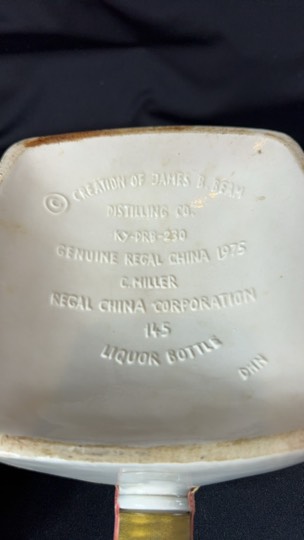 © CREATION OF JAMES B. BEAM
DISTILLING CO.
KY-DRB-230
GENUINE REGAL CHINA 1975
C. MILLER
REGAL CHINA CORPORATION
145
LIQUOR BOTTLE
DHN